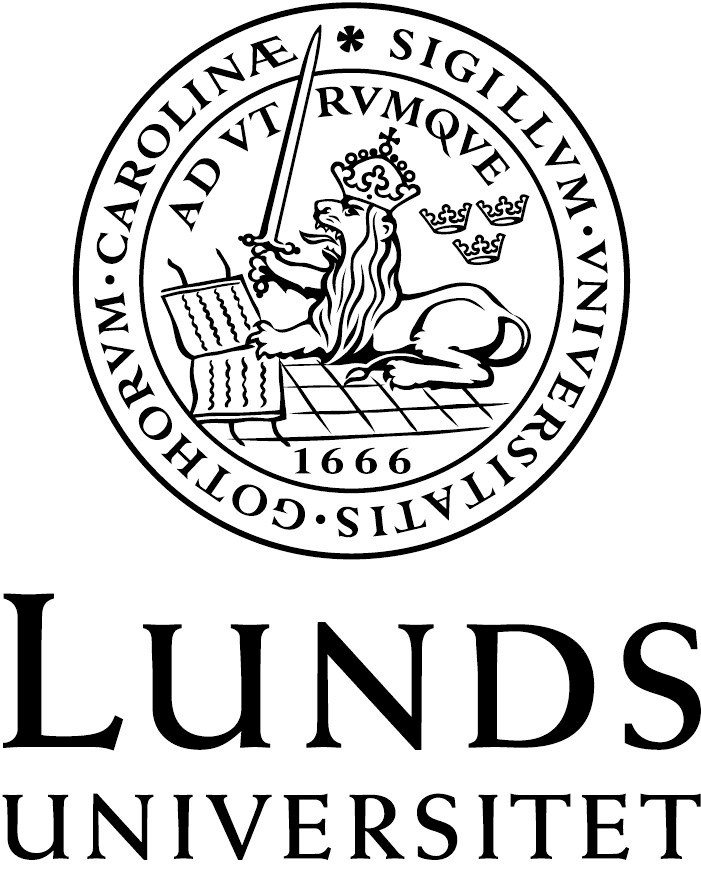 SIGILLVM · VNIVERSITATIS · GOTHORVM · CAROLINÆ *
AD VTRVMQVE
1666
LUNDS
UNIVERSITET